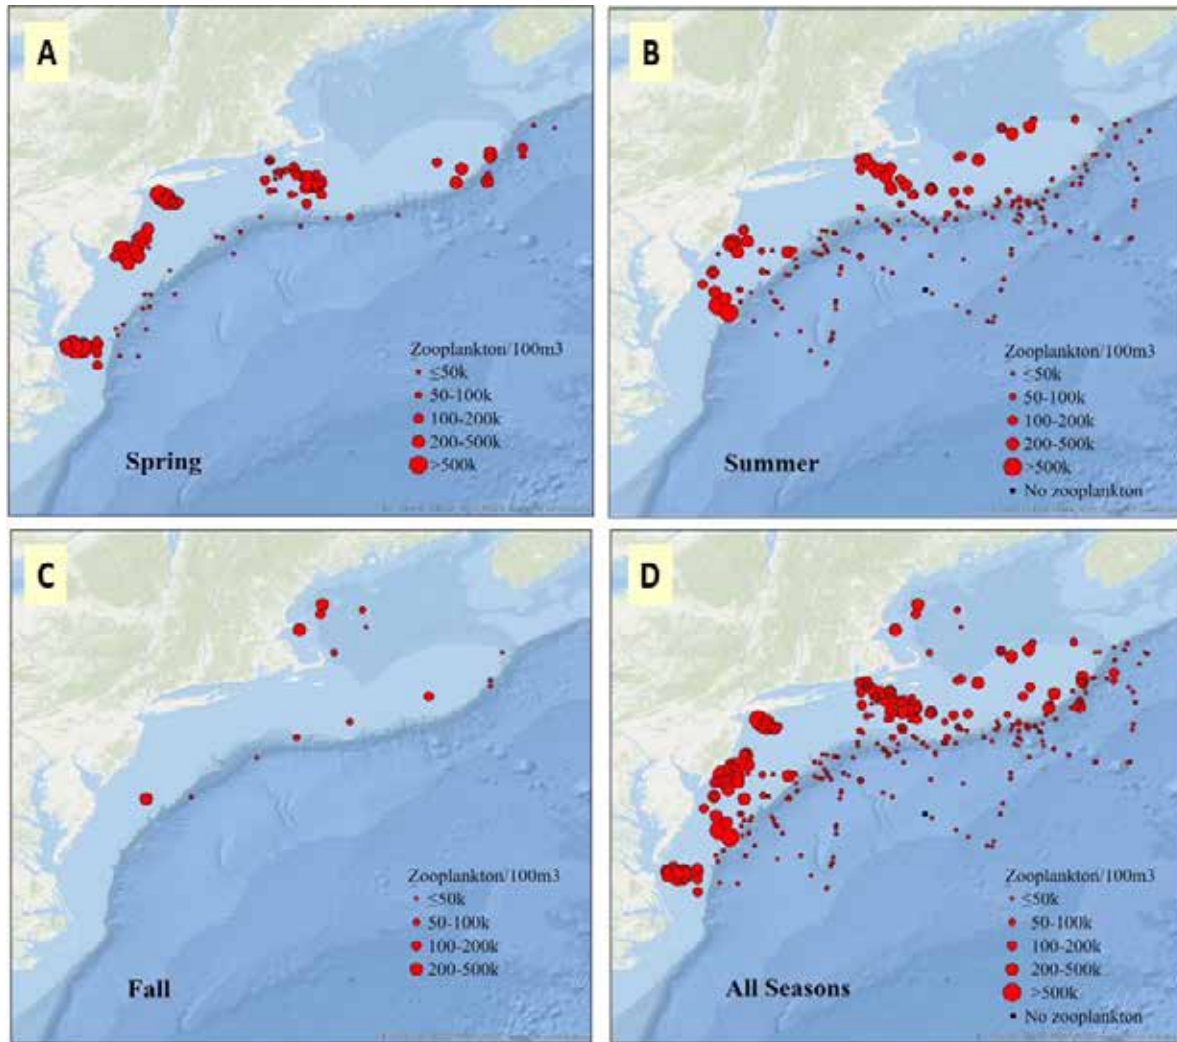 A
Zooplankton/100m3
≤50k
50-100k
100-200k
200-500k
>500k
Spring
B
Zooplankton/100m3
≤50k
50-100k
100-200k
200-500k
>500k
No zooplankton
Summer
C
Zooplankton/100m3
≤50k
50-100k
100-200k
200-500k
Fall
D
Zooplankton/100m3
≤50k
50-100k
100-200k
200-500k
>500k
No zooplankton
All Seasons